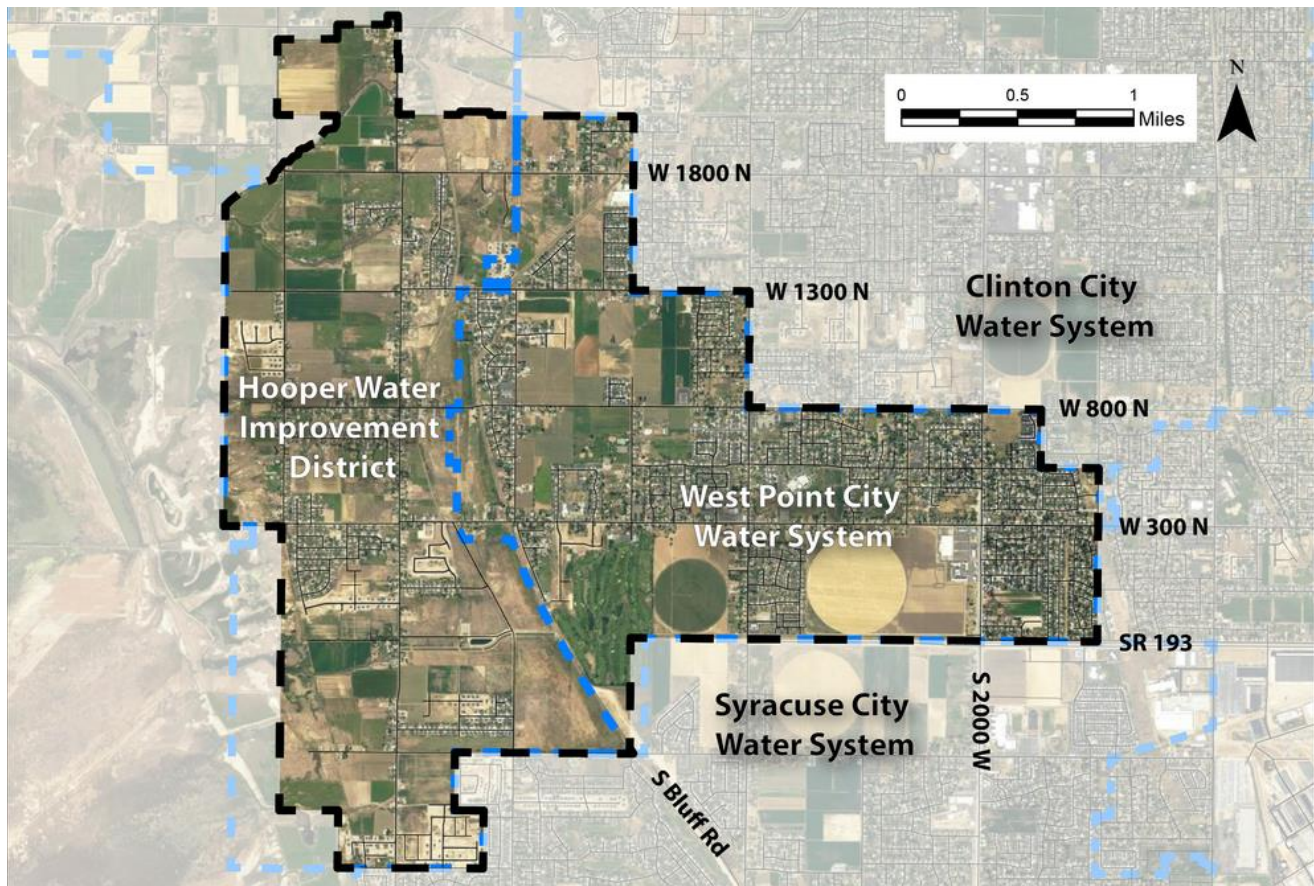 0 0.5 1
Miles
N
W 1800 N
W 1300 N
Clinton City
Water System
Hooper Water
Improvement
District
W 800 N
West Point City
Water System
W 300 N
SR 193
Syracuse City
Water System
S 2000 W
S Bluff Rd